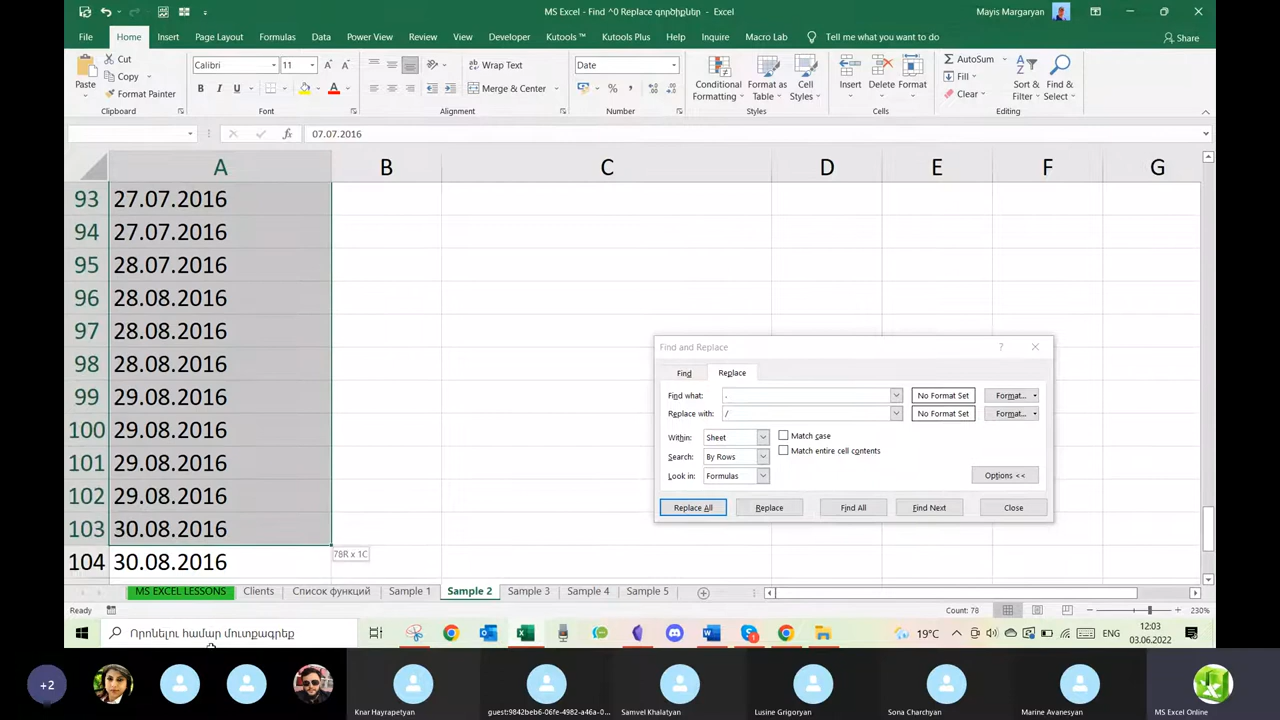 MS Excel - Find ^0 Replace գործիքներ - Excel
Mayis Margaryan
File Home Insert Page Layout Formulas Data Power View Review View Developer Kutools ™ Kutools Plus Help Inquire Macro Lab Tell me what you want to do Share
Paste
Cut
Copy
Format Painter
Clipboard
Calibri 11
B I U
Font
Wrap Text
Merge & Center
Alignment
Date
%
Number
Conditional Formatting
Format as Table
Cell Styles
Styles
Insert Delete Format
Cells
AutoSum
Fill
Clear
Sort & Filter
Find & Select
Editing
fx 07.07.2016
A B C D E F G
93 27.07.2016
94 27.07.2016
95 28.07.2016
96 28.08.2016
97 28.08.2016
98 28.08.2016
99 29.08.2016
100 29.08.2016
101 29.08.2016
102 29.08.2016
103 30.08.2016
78R x 1C
104 30.08.2016
Find and Replace ?
Find Replace
Find what: . No Format Set Format...
Replace with: / No Format Set Format...
Within: Sheet Match case
Search: By Rows Match entire cell contents
Look in: Formulas Options <<
Replace All Replace Find All Find Next Close
MS EXCEL LESSONS Clients Список функций Sample 1 Sample 2 Sample 3 Sample 4 Sample 5
Ready Count: 78 230%
Որոնելու համար մուտքագրեք
19°C ENG 12:03
03.06.2022
+2
Knar Hayrapetyan guest:9842beb6-06fe-4982-a46a-0... Samvel Khalatyan Lusine Grigoryan Sona Charchyan Marine Avanesyan MS Excel Online